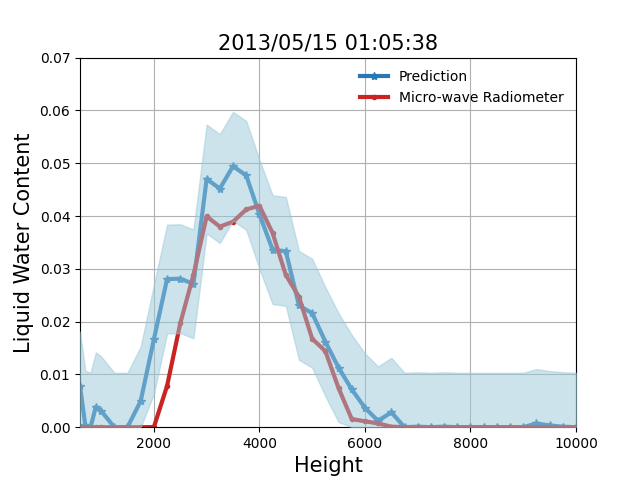 2013/05/15 01:05:38
Prediction
Micro-wave Radiometer
0.07
0.06
0.05
0.04
0.03
0.02
0.01
0.00
Liquid Water Content
2000 4000 6000 8000 10000
Height